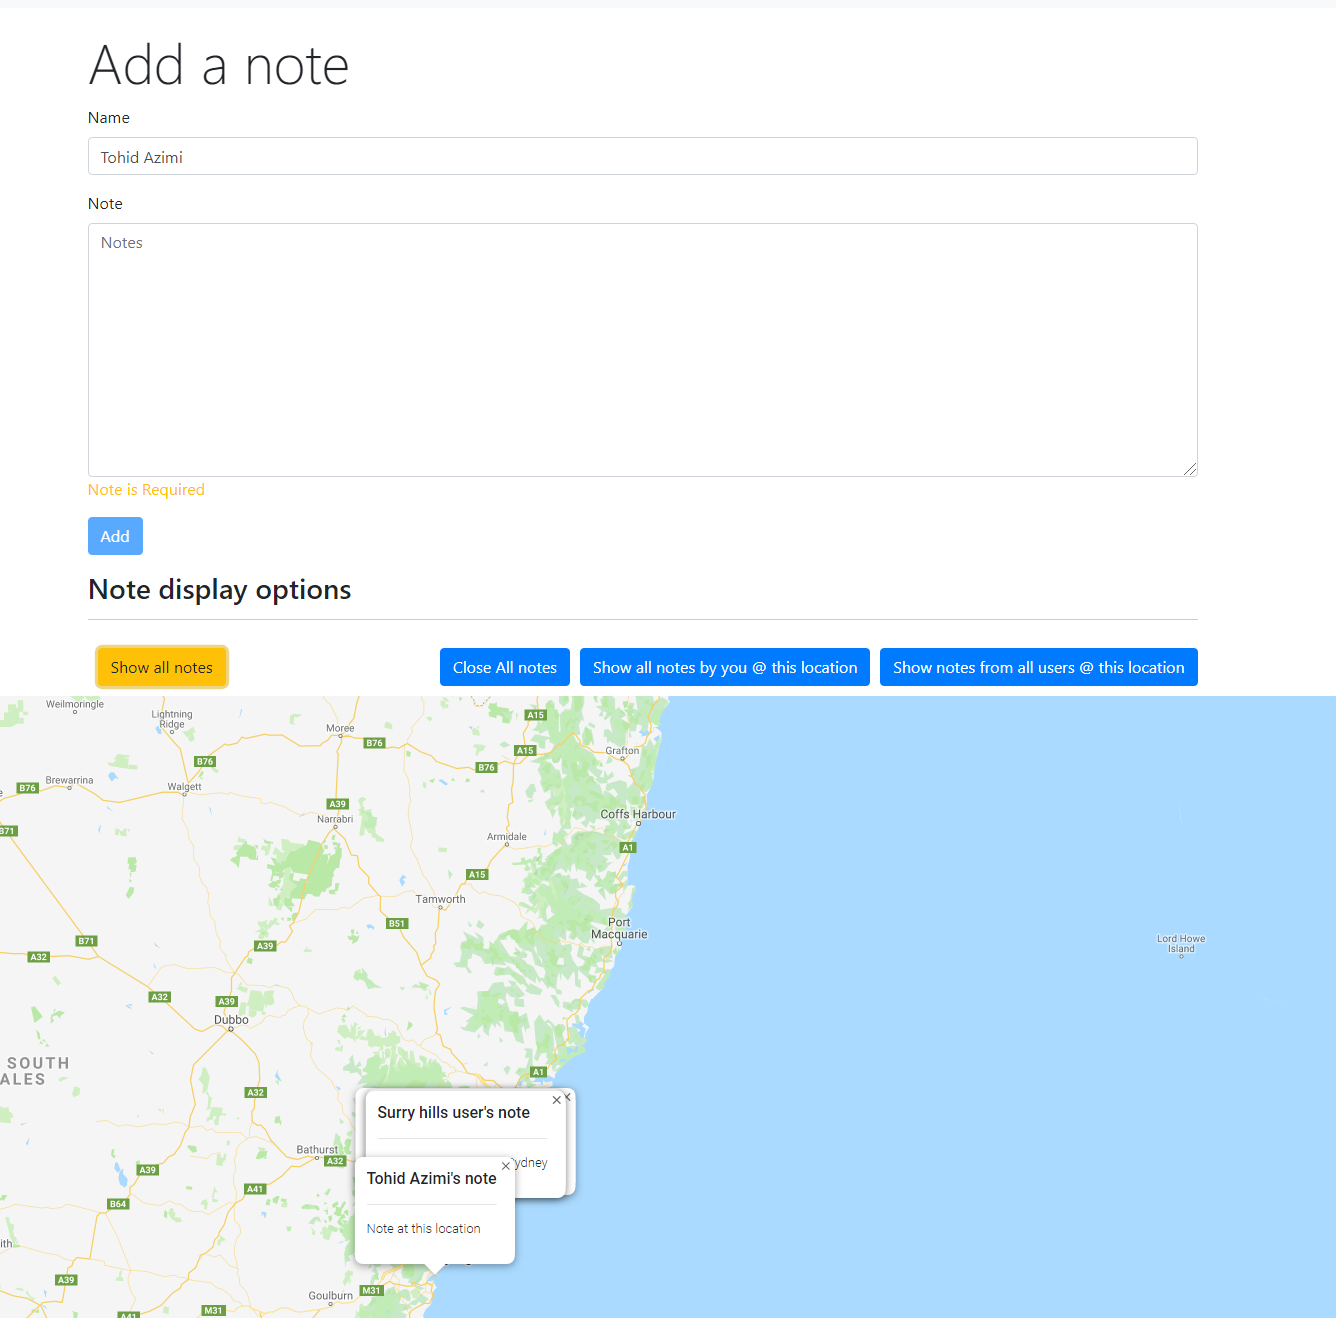 Add a note
Name
Tohid Azimi
Note
Notes
Note is Required
Add
Note display options
Show all notes
Close All notes
Show all notes by you @ this location
Show notes from all users @ this location
Weilmoringle
Lightning
Ridge
Moree
A15
B76
A15
Grafton
B76
B76
Brewarrina
B76
Walgett
A39
Narrabri
Coffs Harbour
B71
Armidale
A1
A15
Tamworth
B51
Port
Macquarie
B71
A39
Lord Howe
Island
A32
A32
A39
Dubbo
SOUTH
ALES
A1
A32
Surry hills user's note
Bathurst
A32
ydney
A39
Tohid Azimi's note
A41
B64
Note at this location
ith
A39
M31
Goulburn
M31
A41